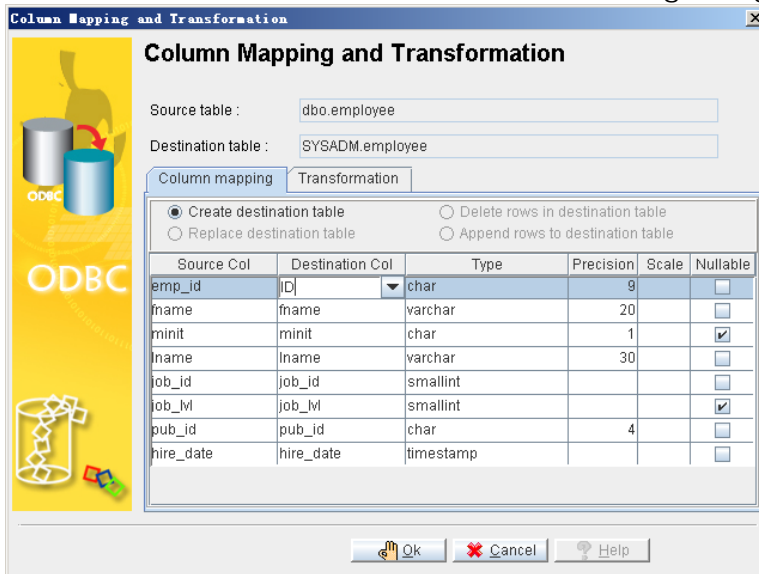 Column Mapping and Transformation
Column Mapping and Transformation
Source table : dbo.employee
Destination table : SYSADM.employee
Column mapping Transformation
Create destination table Delete rows in destination table
Replace destination table Append rows to destination table
Source Col Destination Col Type Precision Scale Nullable
emp_id ID char 9
fname fname varchar 20
minit minit char 1
lname lname varchar 30
job_id job_id smallint
job_lvl job_lvl smallint
pub_id pub_id char 4
hire_date hire_date timestamp
ODBC
ODBC
Ok Cancel Help